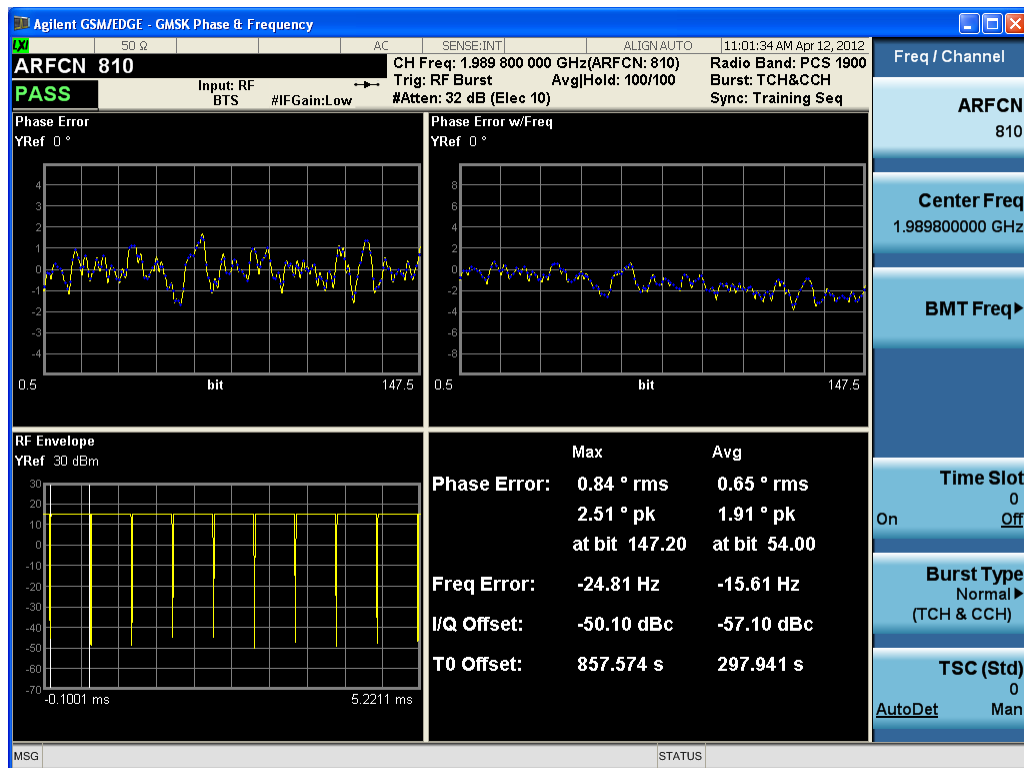 Agilent GSM/EDGE - GMSK Phase & Frequency
LXI 50 Ω AC SENSE:INT ALIGN AUTO 11:01:34 AM Apr 12, 2012
ARFCN 810
PASS
Input: RF
BTS
#IFGain:Low
CH Freq: 1.989 800 000 GHz(ARFCN: 810)
Trig: RF Burst Avg|Hold: 100/100
#Atten: 32 dB (Elec 10)
Radio Band: PCS 1900
Burst: TCH&CCH
Sync: Training Seq
Phase Error
YRef 0 °
4
3
2
1
0
-1
-2
-3
-4
0.5 bit 147.5
Phase Error w/Freq
YRef 0 °
8
6
4
2
0
-2
-4
-6
-8
0.5 bit 147.5
RF Envelope
YRef 30 dBm
30
20
10
0
-10
-20
-30
-40
-50
-60
-70
-0.1001 ms 5.2211 ms
Max Avg
Phase Error: 0.84 ° rms 0.65 ° rms
2.51 ° pk 1.91 ° pk
at bit 147.20 at bit 54.00
Freq Error: -24.81 Hz -15.61 Hz
I/Q Offset: -50.10 dBc -57.10 dBc
T0 Offset: 857.574 s 297.941 s
Freq / Channel
ARFCN
810
Center Freq
1.989800000 GHz
BMT Freq
Time Slot
0
On Off
Burst Type
Normal
(TCH & CCH)
TSC (Std)
0
AutoDet Man
MSG STATUS